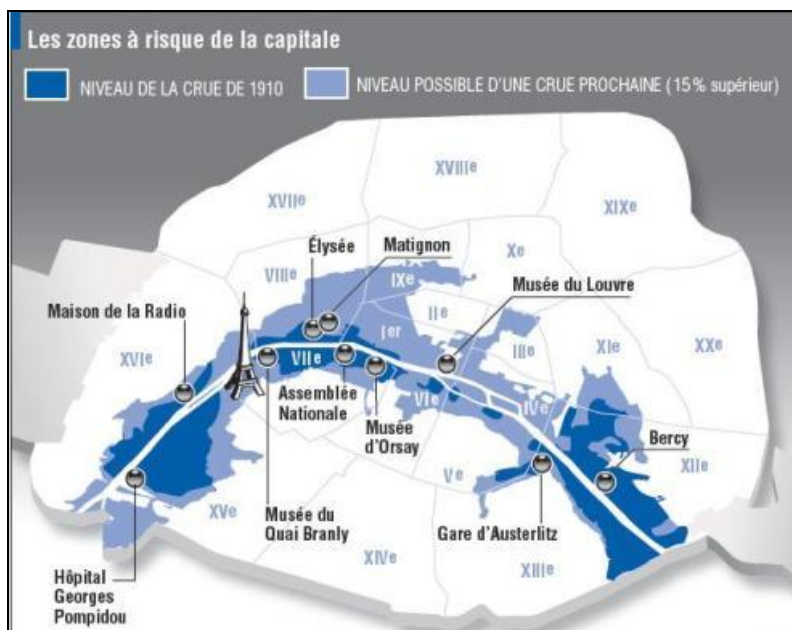 Les zones à risque de la capitale
NIVEAU DE LA CRUE DE 1910
NIVEAU POSSIBLE D'UNE CRUE PROCHAINE (15% supérieur)
XVIIIe
XVIIe
XIXe
Élysée
Matignon
Xe
VIIIe
IXe
Musée du Louvre
Maison de la Radio
IIe
Ier
IIIe
XIe
XXe
XVIe
VIIe
Assemblée
Nationale
Musée
d'Orsay
VIe
IVe
Bercy
XIIe
Ve
XVe
Musée du
Quai Branly
Gare d'Austerlitz
XIVe
XIIIe
Hôpital
Georges
Pompidou